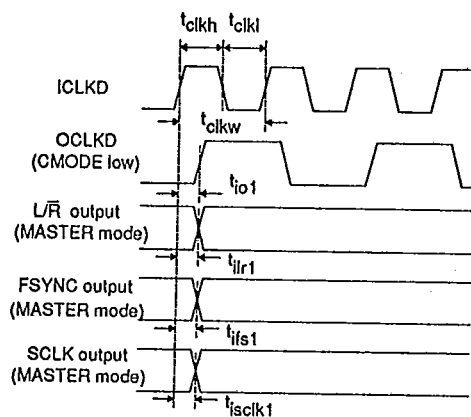 tclkh tclkl
ICLKD
tclkw
OCLKD
(CMODE low)
tio1
L/R̅ output
(MASTER mode)
tilr1
FSYNC output
(MASTER mode)
tifs1
SCLK output
(MASTER mode)
tisclk1